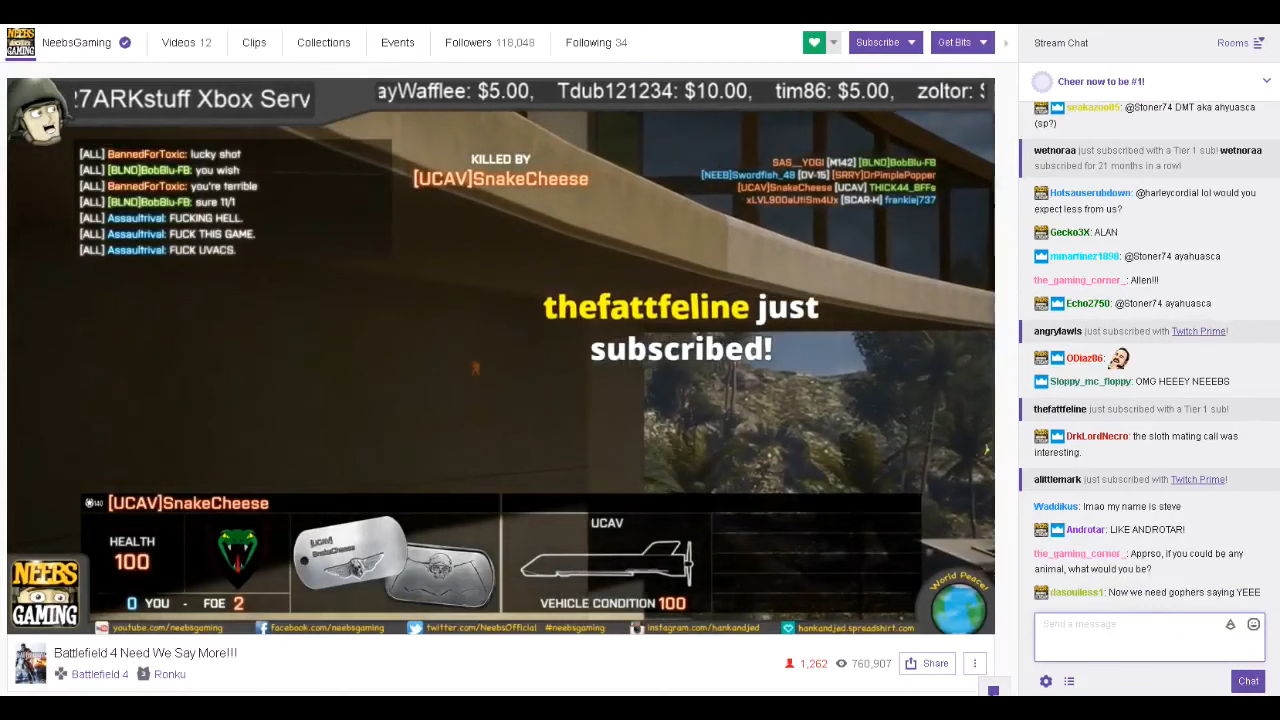 NEEBS GAMING
NeebsGaming
Videos 12
Clips
Collections
Events
Followers 118,048
Following 34
Subscribe
Get Bits
Stream Chat
Rooms
Cheer now to be #1!
27ARKstuff Xbox Serv
ayWafflee: $5.00, Tdub121234: $10.00, tim86: $5.00, zoltor: $
[ALL] BannedForToxic: lucky shot
[ALL] [BLND]BobBlu-FB: you wish
[ALL] BannedForToxic: you're terrible
[ALL] [BLND]BobBlu-FB: sure 11/1
[ALL] Assaultrival: FUCKING HELL.
[ALL] Assaultrival: FUCK THIS GAME.
[ALL] Assaultrival: FUCK UVACS.
KILLED BY
[UCAV]SnakeCheese
SAS__YOGI [M142] [BLND]BobBlu-FB
[NEEB]Swordfish_48 [DV-15] [SRRY]DrPimplePopper
[UCAV]SnakeCheese [UCAV] THICK44_BFFs
xLVL900aUtiSm4Ux [SCAR-H] frankiej737
thefattfeline just
subscribed!
140 [UCAV]SnakeCheese
HEALTH
100
0 YOU - FOE 2
[UCAV]
SnakeCheese
UCAV
VEHICLE CONDITION 100
World Peace!
NEEBS
GAMING
youtube.com/neebsgaming
facebook.com/neebsgaming
twitter.com/NeebsOfficial #neebsgaming
instagram.com/hankandjed
hankandjed.spreadshirt.com
Battlefield 4 Need We Say More!!!
Battlefield 4
Ronku
1,262
760,907
Share
seakazoo85: @Stoner74 DMT aka ahyuasca
(sp?)
wetnoraa just subscribed with a Tier 1 sub! wetnoraa
subscribed for 21 months in a row!
Hotsauserubdown: @harleycordial lol would you
expect less from us?
Gecko3X: ALAN
mmartinez1898: @Stoner74 ayahuasca
the_gaming_corner_: Allen!!!
Echo2750: @Stoner74 ayahuasca
angrylawls just subscribed with Twitch Prime!
ODiaz86:
Sloppy_mc_floppy: OMG HEEEY NEEEBS
thefattfeline just subscribed with a Tier 1 sub!
DrkLordNecro: the sloth mating call was
interesting.
alittlemark just subscribed with Twitch Prime!
Waddikus: lmao my name is steve
Androtar: LIKE ANDROTAR!
the_gaming_corner_: Appsro, if you could be any
animal, what would you be?
dasoulless1: Now we need gophers saying YEEE
Send a message
Chat